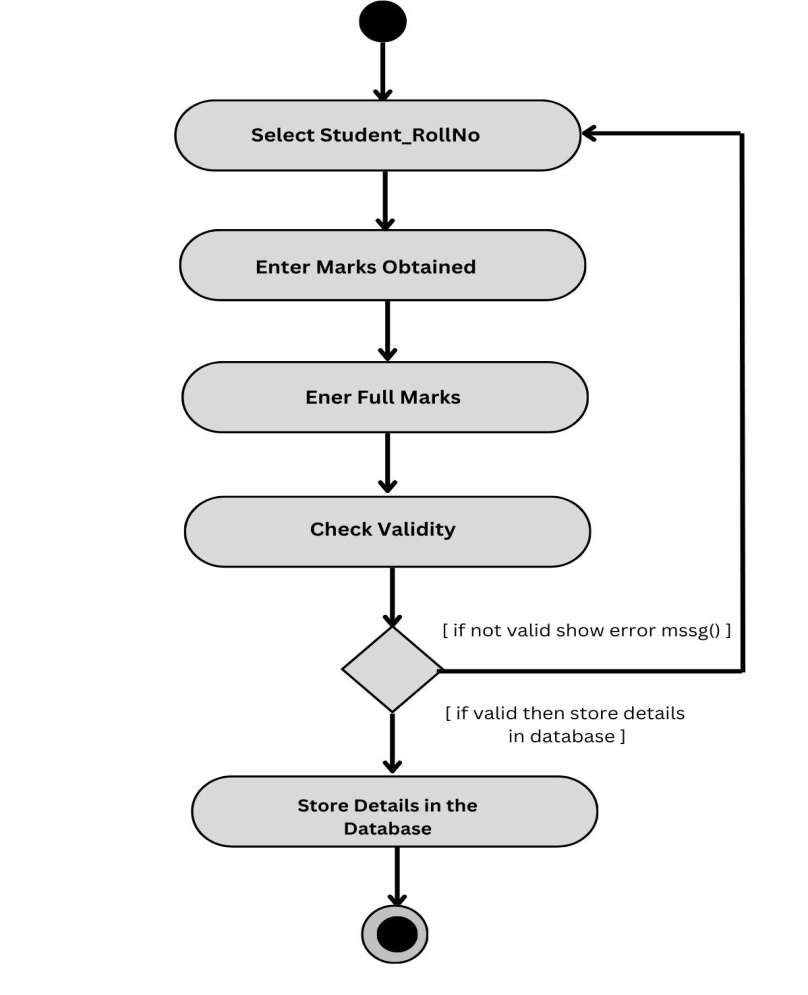 Select Student_RollNo
Enter Marks Obtained
Ener Full Marks
Check Validity
[ if not valid show error mssg() ]
[ if valid then store details
in database ]
Store Details in the
Database